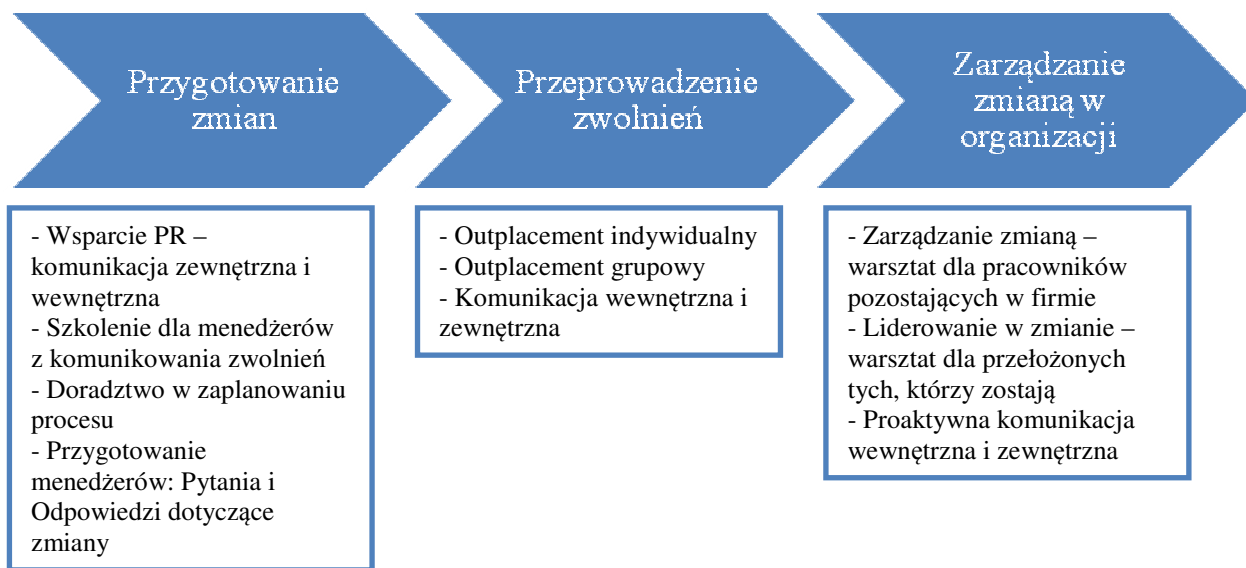 Przygotowanie
zmian
Przeprowadzenie
zwolnień
Zarządzanie
zmianą w
organizacji
- Wsparcie PR –
komunikacja zewnętrzna i
wewnętrzna
- Szkolenie dla menedżerów
z komunikowania zwolnień
- Doradztwo w zaplanowaniu
procesu
- Przygotowanie
menedżerów: Pytania i
Odpowiedzi dotyczące
zmiany
- Outplacement indywidualny
- Outplacement grupowy
- Komunikacja wewnętrzna i
zewnętrzna
- Zarządzanie zmianą –
warsztat dla pracowników
pozostających w firmie
- Liderowanie w zmianie –
warsztat dla przełożonych
tych, którzy zostają
- Proaktywna komunikacja
wewnętrzna i zewnętrzna